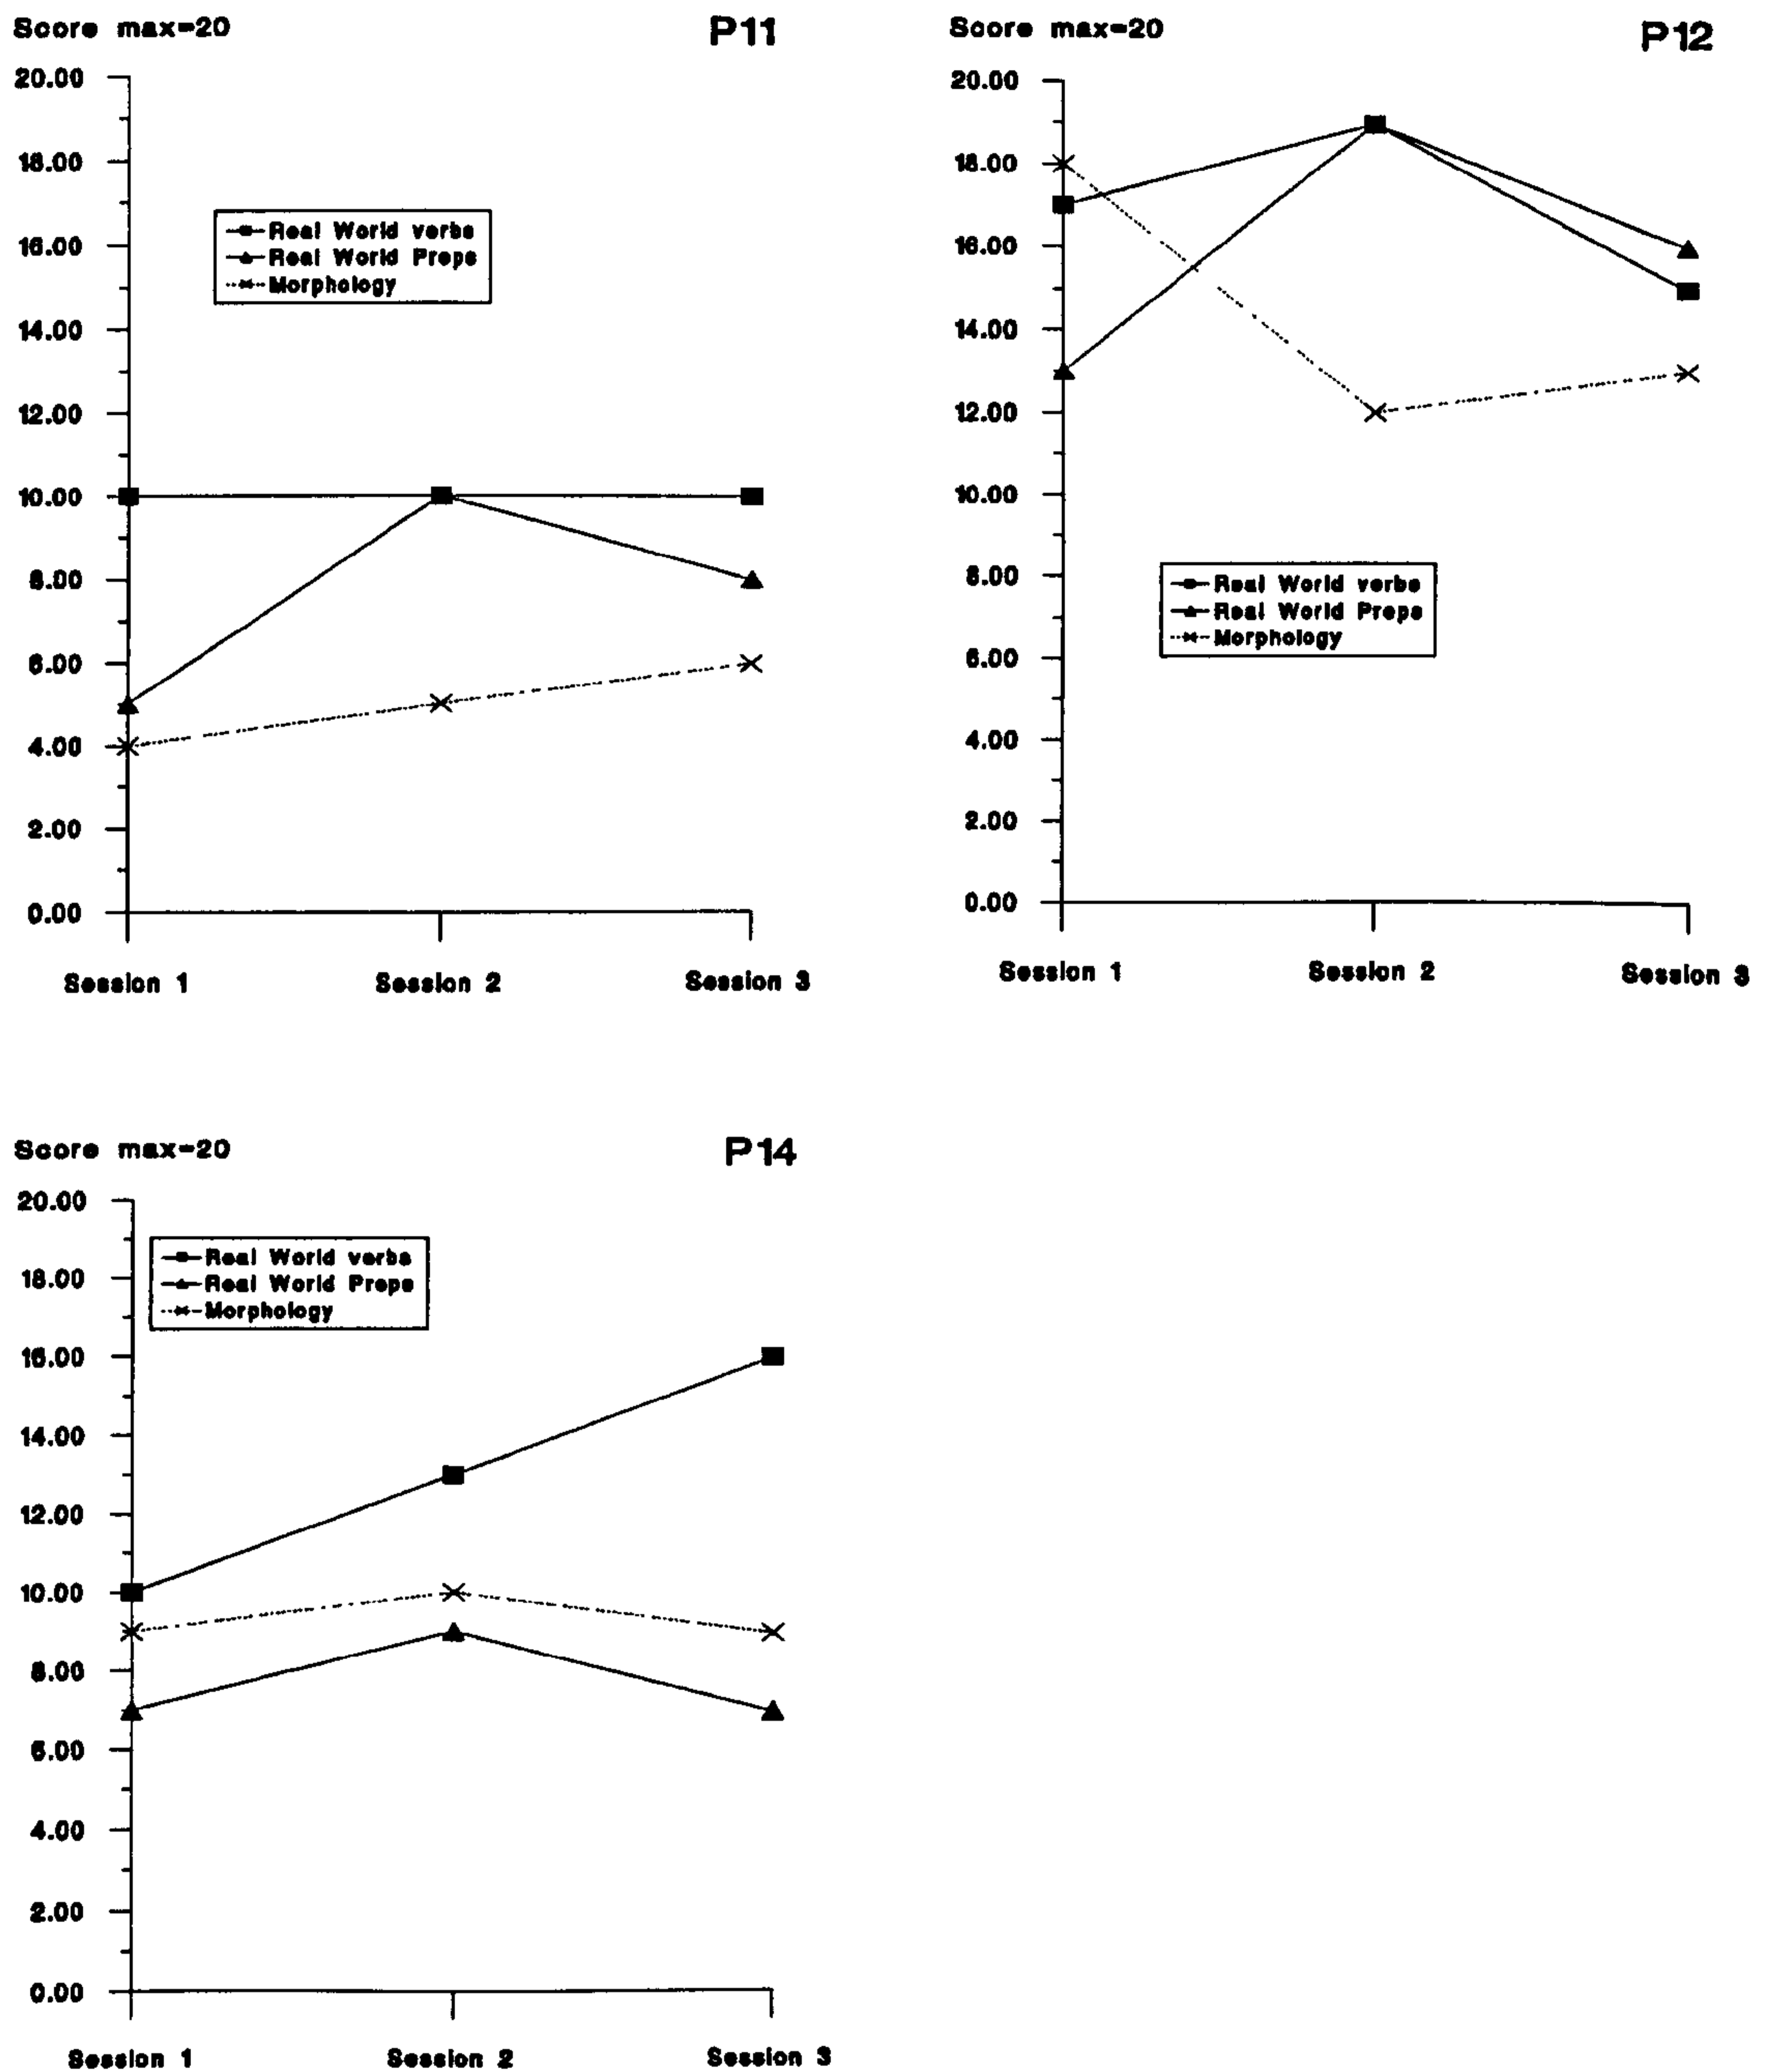 Score max=20
P11
20.00
18.00
16.00
14.00
12.00
10.00
8.00
6.00
4.00
2.00
0.00
Real World verbs
Real World Preps
Morphology
Session 1
Session 2
Session 3
Score max=20
P12
20.00
18.00
16.00
14.00
12.00
10.00
8.00
6.00
4.00
2.00
0.00
Real World verbs
Real World Preps
Morphology
Session 1
Session 2
Session 3
Score max=20
P14
20.00
18.00
16.00
14.00
12.00
10.00
8.00
6.00
4.00
2.00
0.00
Real World verbs
Real World Preps
Morphology
Session 1
Session 2
Session 3